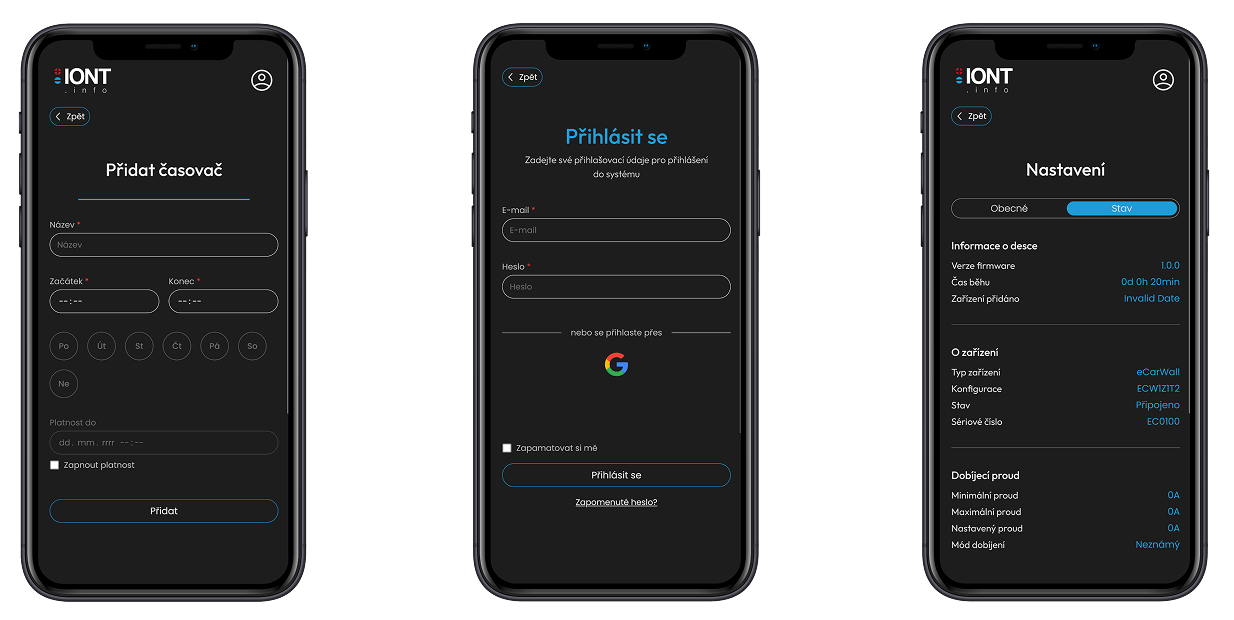 IONT
.info
Zpět
Přidat časovač
Název *
Název
Začátek * Konec *
--:-- --:--
Po Út St Čt Pá So
Ne
Platnost do
dd. mm. rrrr --:--
Zapnout platnost
Přidat
Zpět
Přihlásit se
Zadejte své přihlašovací údaje pro přihlášení
do systému
E-mail *
E-mail
Heslo *
Heslo
nebo se přihlaste přes
G
Zapamatovat si mě
Přihlásit se
Zapomenuté heslo?
IONT
.info
Zpět
Nastavení
Obecné Stav
Informace o desce
Verze firmware 1.0.0
Čas běhu 0d 0h 20min
Zařízení přidáno Invalid Date
O zařízení
Typ zařízení eCarWall
Konfigurace ECW1Z1T2
Stav Připojeno
Sériové číslo EC0100
Dobíjecí proud
Minimální proud 0A
Maximální proud 0A
Nastavený proud 0A
Mód dobíjení Neznámý